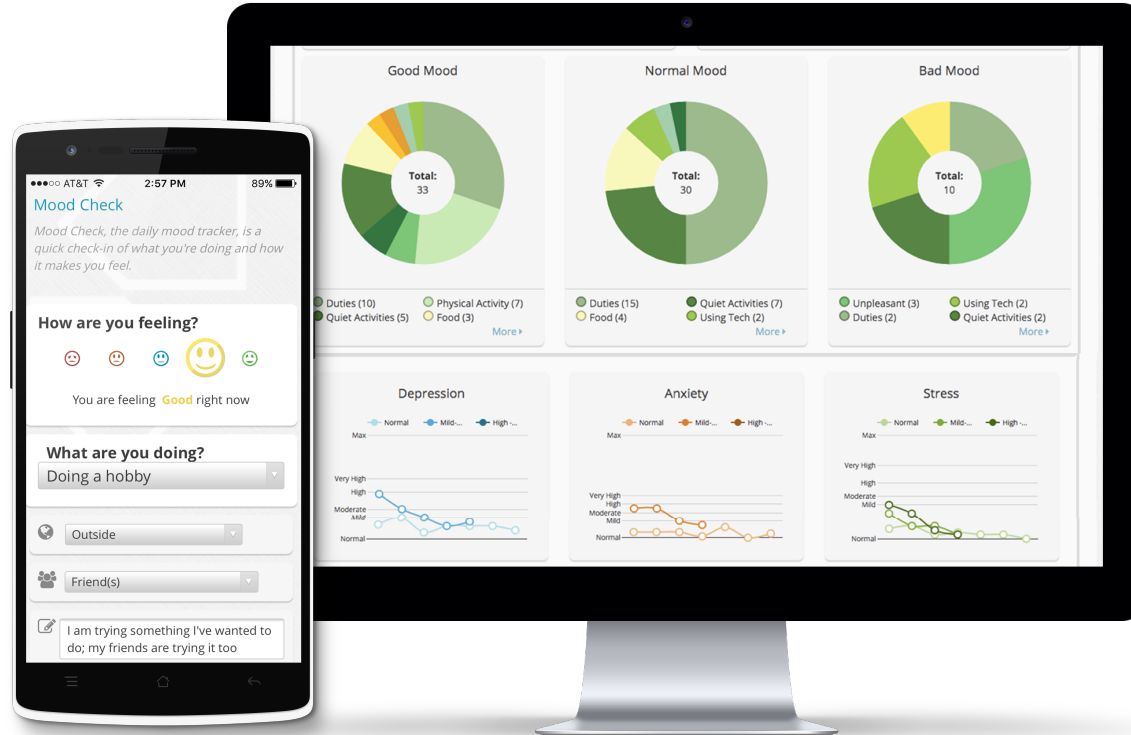 AT&T
2:57 PM
89%
Mood Check
Mood Check, the daily mood tracker, is a
quick check-in of what you're doing and how
it makes you feel.
How are you feeling?
You are feeling Good right now
What are you doing?
Doing a hobby
Outside
Friend(s)
I am trying something I've wanted to
do; my friends are trying it too
Good Mood
Total:
33
Duties (10)
Physical Activity (7)
Quiet Activities (5)
Food (3)
More
Normal Mood
Total:
30
Duties (15)
Quiet Activities (7)
Food (4)
Using Tech (2)
More
Bad Mood
Total:
10
Unpleasant (3)
Using Tech (2)
Duties (2)
Quiet Activities (2)
More
Depression
Normal
Mild-...
High -...
Max
Very High
High
Moderate
Mild
Normal
Anxiety
Normal
Mild-...
High -...
Max
Very High
High
Moderate
Mild
Normal
Stress
Normal
Mild-...
High -...
Max
Very High
High
Moderate
Mild
Normal